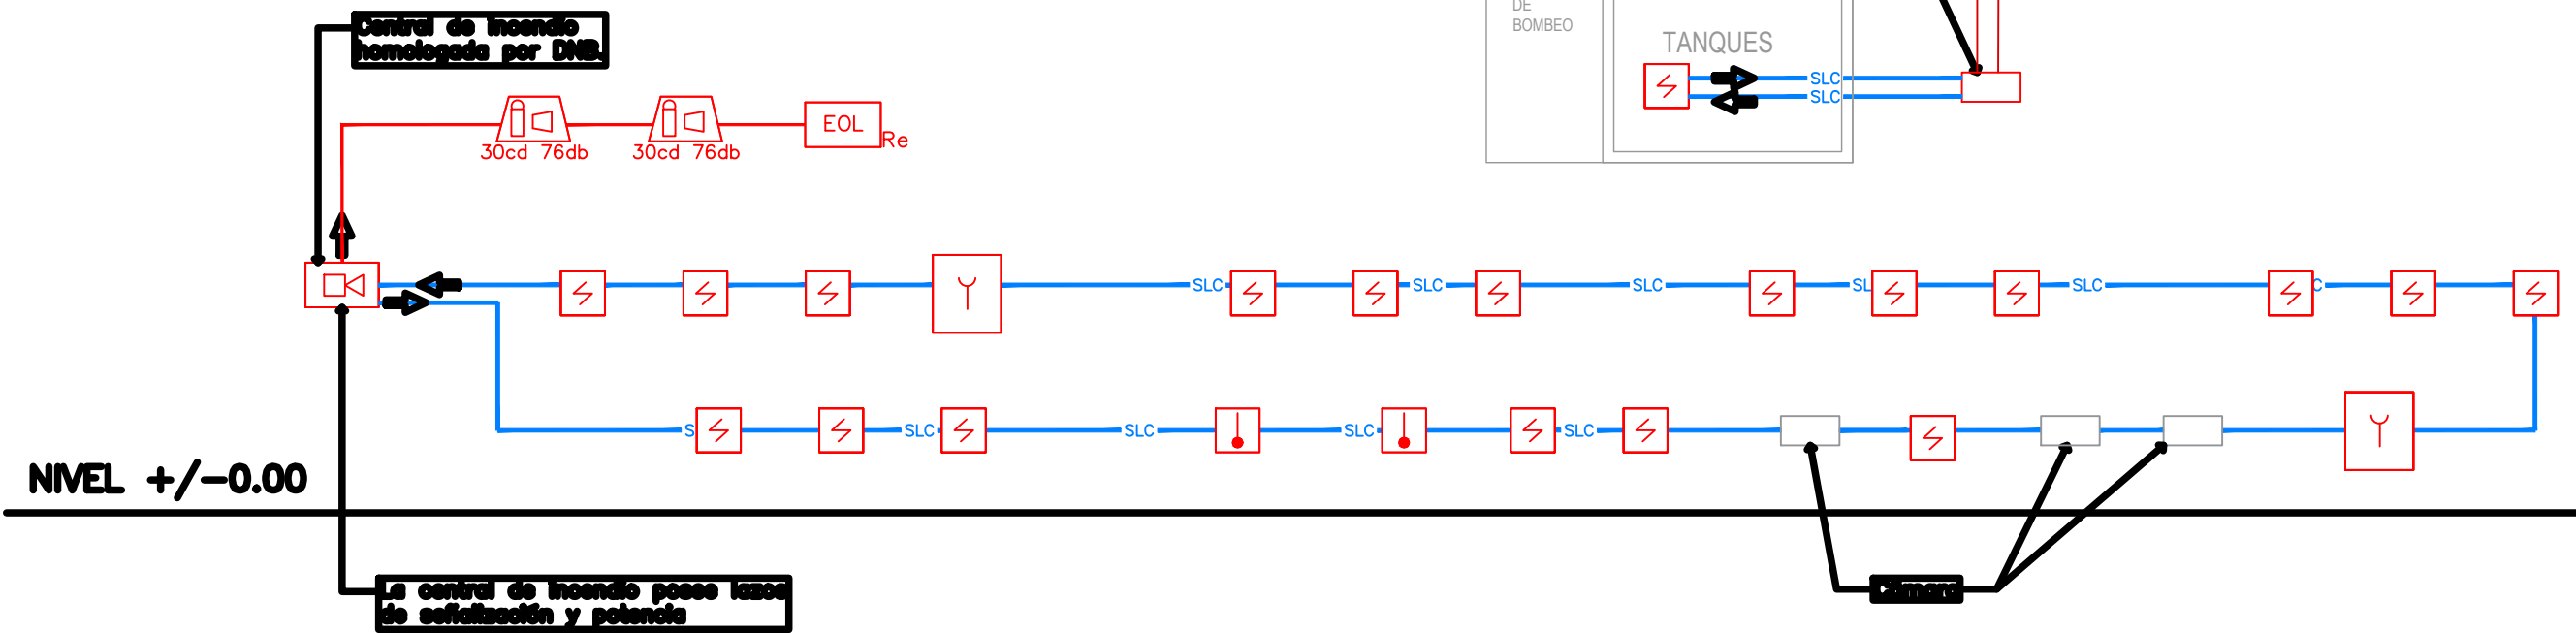 Central de incendio
homologada por DNB.
DE
BOMBEO
TANQUES
SLC
SLC
EOL
Re
30cd 76db
30cd 76db
SLC
SLC
SLC
SL
SLC
C
S
SLC
SLC
SLC
SLC
NIVEL +/-0.00
La central de incendio posee lazos
de señalización y potencia
Cámara